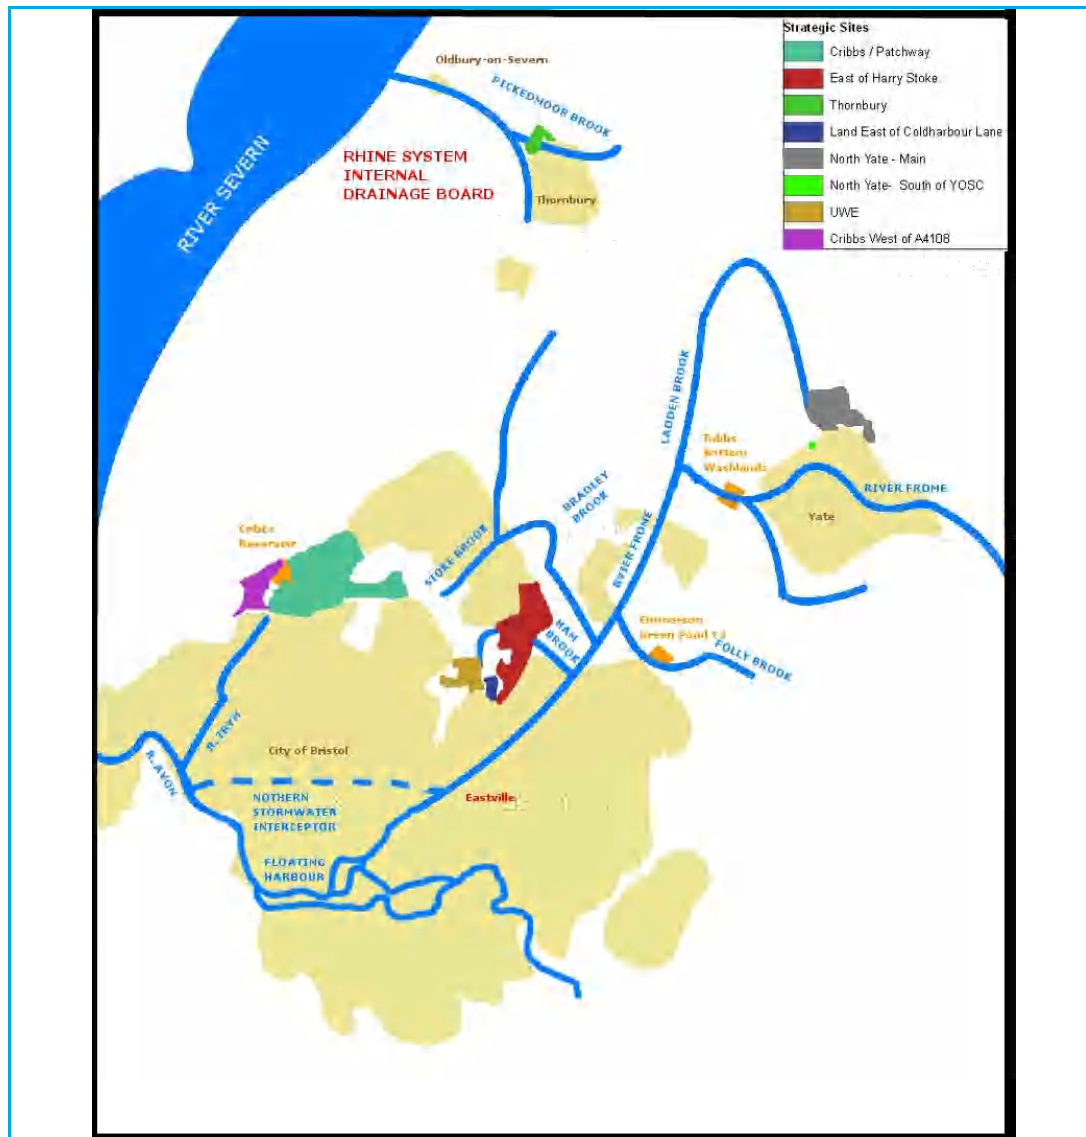 Strategic Sites
Cribbs / Patchway
East of Harry Stoke
Thornbury
Land East of Coldharbour Lane
North Yate - Main
North Yate- South of YOSC
UWE
Cribbs West of A4108
Oldbury-on-Severn
PICKEDMOOR BROOK
RHINE SYSTEM
INTERNAL
DRAINAGE BOARD
RIVER SEVERN
Thornbury
LADDEN BROOK
Tubbs
Bottom
Washlands
RIVER FROME
Yate
BRADLEY
BROOK
Cribbs
Reservoir
STOKE BROOK
RIVER FROME
HAM
BROOK
Emmerson
Green Pond
FOLLY BROOK
R. TRYM
City of Bristol
R. AVON
NOTHERN
STORMWATER
INTERCEPTOR
Eastville
FLOATING
HARBOUR